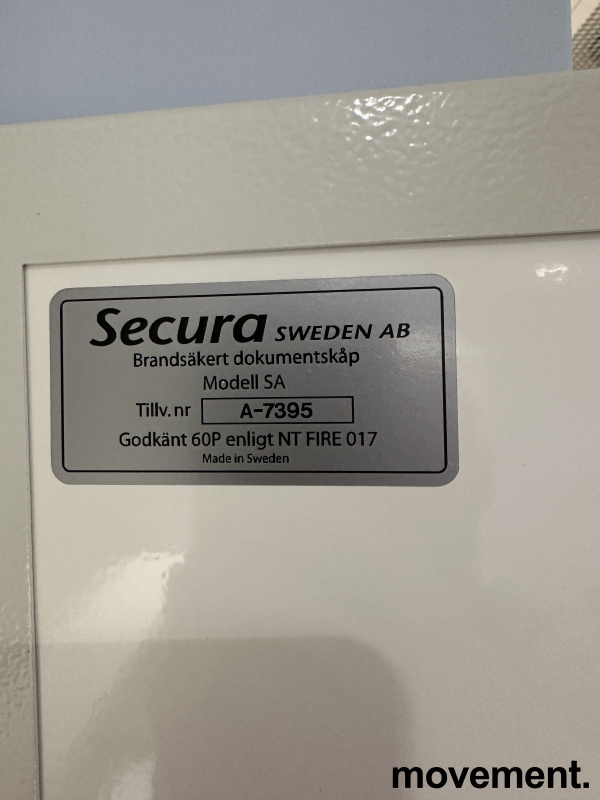 Secura SWEDEN AB
Brandsäkert dokumentskåp
Modell SA
Tillv. nr A-7395
Godkänt 60P enligt NT FIRE 017
Made in Sweden
movement.